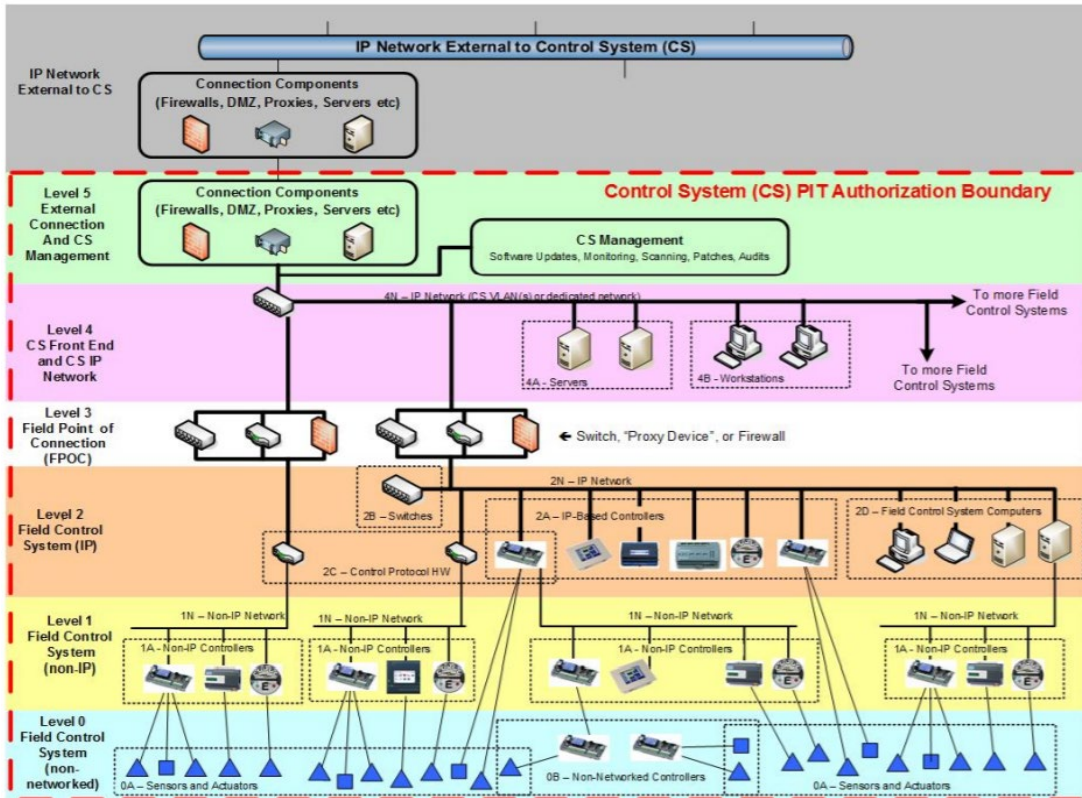 IP Network External to Control System (CS)
IP Network
External to CS
Connection Components
(Firewalls, DMZ, Proxies, Servers etc)
Level 5
External
Connection
And CS
Management
Connection Components
(Firewalls, DMZ, Proxies, Servers etc)
Control System (CS) PIT Authorization Boundary
CS Management
Software Updates, Monitoring, Scanning, Patches, Audits
Level 4
CS Front End
and CS IP
Network
4N – IP Network (CS VLAN(s) or dedicated network)
To more Field
Control Systems
4A - Servers
4B - Workstations
To more Field
Control Systems
Level 3
Field Point of
Connection
(FPOC)
← Switch, "Proxy Device", or Firewall
Level 2
Field Control
System (IP)
2N – IP Network
2B – Switches
2A – IP-Based Controllers
2D – Field Control System Computers
2C – Control Protocol HW
Level 1
Field Control
System
(non-IP)
1N – Non-IP Network
1N – Non-IP Network
1N – Non-IP Network
1N – Non-IP Network
1A - Non-IP Controllers
1A - Non-IP Controllers
1A - Non-IP Controllers
1A - Non-IP Controllers
E
E
E
E
E
Level 0
Field Control
System
(non-
networked)
0A – Sensors and Actuators
0B – Non-Networked Controllers
0A – Sensors and Actuators